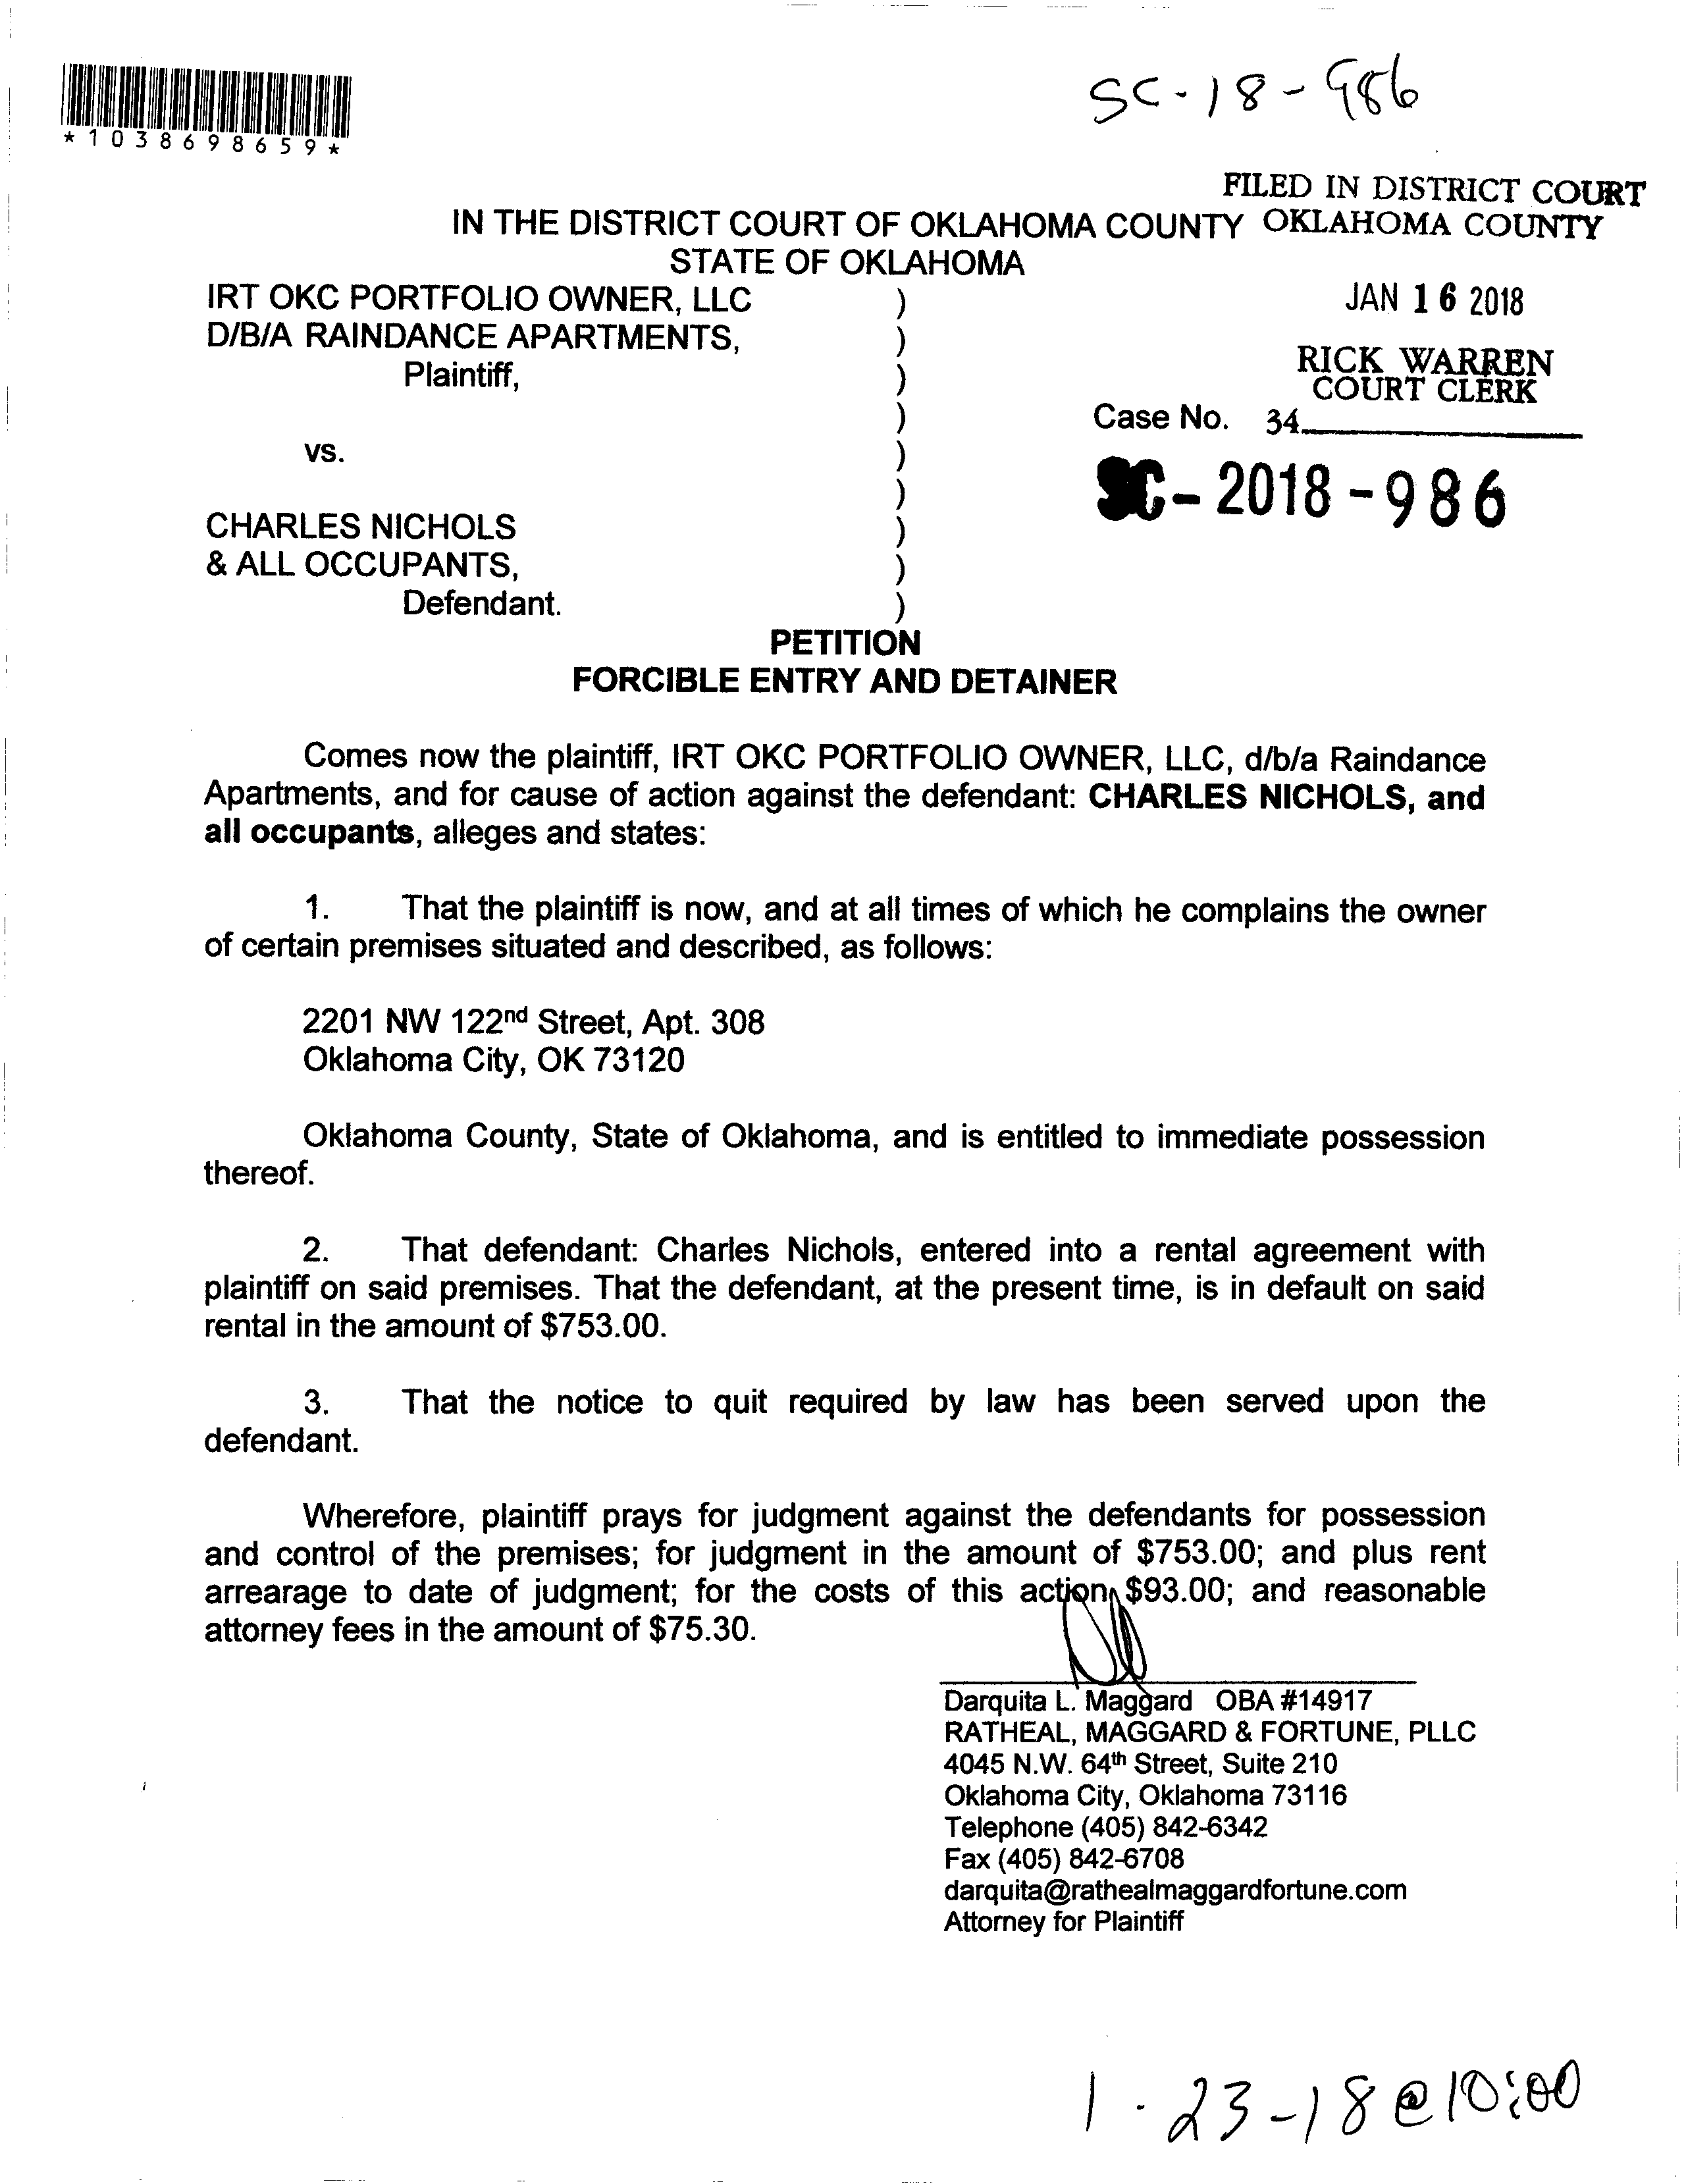 SC-18-986
*1038698659*
FILED IN DISTRICT COURT
IN THE DISTRICT COURT OF OKLAHOMA COUNTY OKLAHOMA COUNTY
STATE OF OKLAHOMA
IRT OKC PORTFOLIO OWNER, LLC )
JAN 16 2018
D/B/A RAINDANCE APARTMENTS, )
RICK WARREN
Plaintiff, )
COURT CLERK
) Case No. 34.
vs. )
) SC-2018-986
CHARLES NICHOLS )
& ALL OCCUPANTS, )
Defendant. )
PETITION
FORCIBLE ENTRY AND DETAINER
Comes now the plaintiff, IRT OKC PORTFOLIO OWNER, LLC, d/b/a Raindance
Apartments, and for cause of action against the defendant: CHARLES NICHOLS, and
all occupants, alleges and states:
1. That the plaintiff is now, and at all times of which he complains the owner
of certain premises situated and described, as follows:
2201 NW 122nd Street, Apt. 308
Oklahoma City, OK 73120
Oklahoma County, State of Oklahoma, and is entitled to immediate possession
thereof.
2. That defendant: Charles Nichols, entered into a rental agreement with
plaintiff on said premises. That the defendant, at the present time, is in default on said
rental in the amount of $753.00.
3. That the notice to quit required by law has been served upon the
defendant.
Wherefore, plaintiff prays for judgment against the defendants for possession
and control of the premises; for judgment in the amount of $753.00; and plus rent
arrearage to date of judgment; for the costs of this action, $93.00; and reasonable
attorney fees in the amount of $75.30.
Darquita L. Maggard OBA #14917
RATHEAL, MAGGARD & FORTUNE, PLLC
4045 N.W. 64th Street, Suite 210
Oklahoma City, Oklahoma 73116
Telephone (405) 842-6342
Fax (405) 842-6708
darquita@rathealmaggardfortune.com
Attorney for Plaintiff
1-23-18@10:00